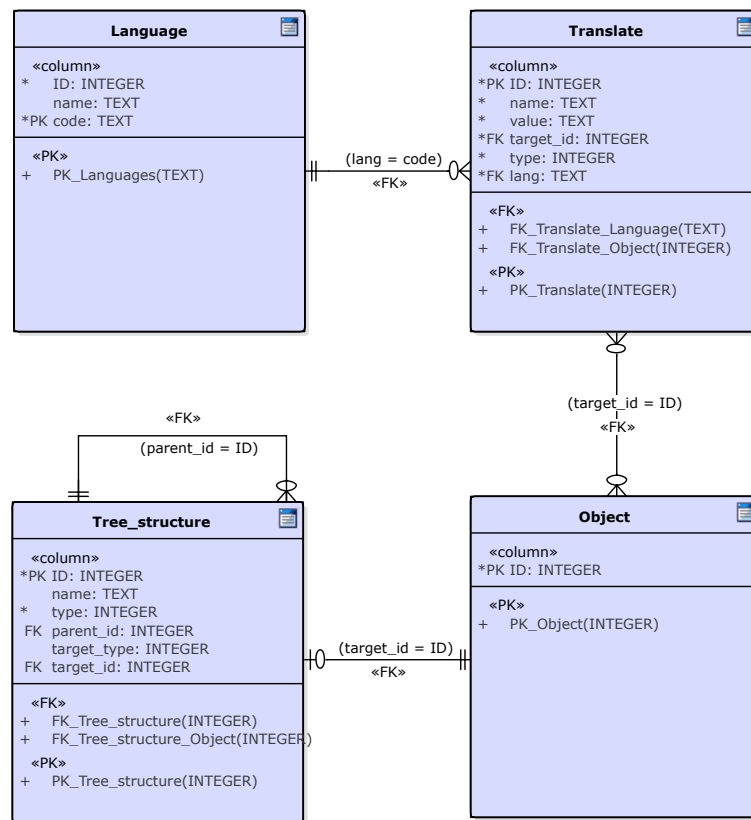 Language
«column»
* ID: INTEGER
name: TEXT
*PK code: TEXT
«PK»
+ PK_Languages(TEXT)
Translate
«column»
*PK ID: INTEGER
* name: TEXT
* value: TEXT
*FK target_id: INTEGER
* type: INTEGER
*FK lang: TEXT
«FK»
+ FK_Translate_Language(TEXT)
+ FK_Translate_Object(INTEGER)
«PK»
+ PK_Translate(INTEGER)
(lang = code)
«FK»
(target_id = ID)
«FK»
«FK»
(parent_id = ID)
Tree_structure
«column»
*PK ID: INTEGER
name: TEXT
* type: INTEGER
FK parent_id: INTEGER
target_type: INTEGER
FK target_id: INTEGER
«FK»
+ FK_Tree_structure(INTEGER)
+ FK_Tree_structure_Object(INTEGER)
«PK»
+ PK_Tree_structure(INTEGER)
(target_id = ID)
«FK»
Object
«column»
*PK ID: INTEGER
«PK»
+ PK_Object(INTEGER)